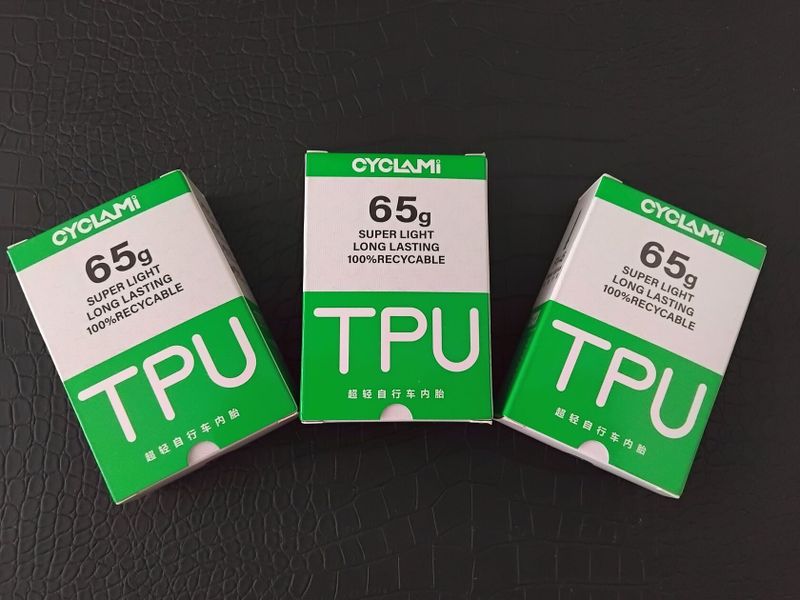 CYCLAMi
65g
SUPER LIGHT
LONG LASTING
100%RECYCABLE
TPU
超轻自行车内胎
CYCLAMi
65g
SUPER LIGHT
LONG LASTING
100%RECYCABLE
TPU
超轻自行车内胎
CYCLAMi
65g
SUPER LIGHT
LONG LASTING
100%RECYCABLE
TPU
超轻自行车内胎